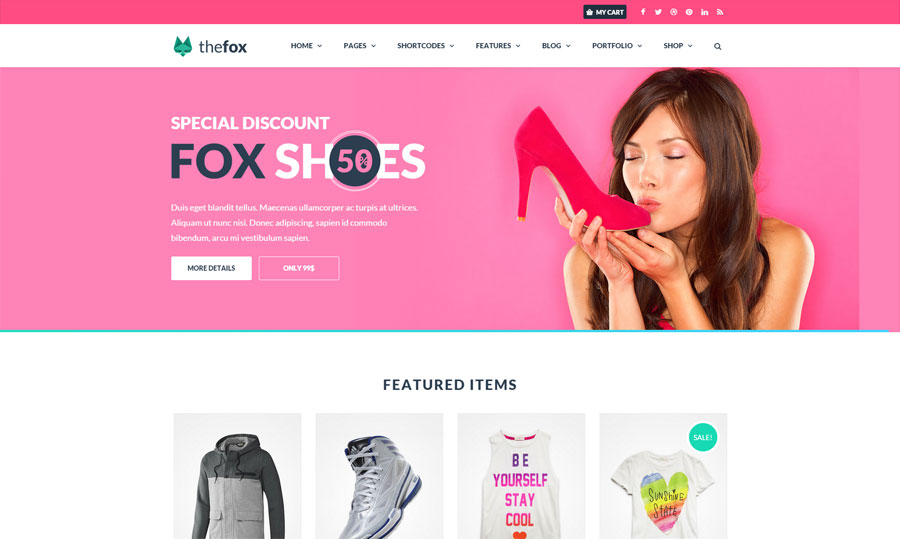 MY CART
thefox
HOME PAGES SHORTCODES FEATURES BLOG PORTFOLIO SHOP
SPECIAL DISCOUNT
FOX SHOES
50%
Duis eget blandit tellus. Maecenas ullamcorper ac turpis at ultrices.
Aliquam ut nunc nisi. Donec adipiscing, sapien id commodo
bibendum, arcu mi vestibulum sapien.
MORE DETAILS ONLY 99$
FEATURED ITEMS
SALE!
BE
YOURSELF
STAY
COOL
SUNSHINE
STATE